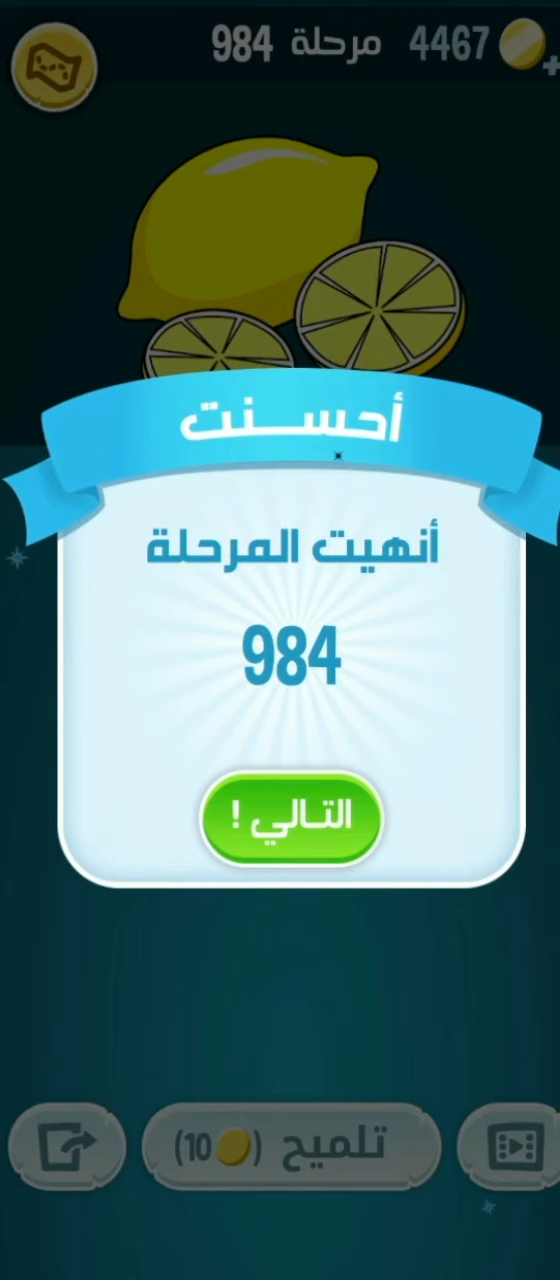 4467 مرحلة 984
أحسنت
أنهيت المرحلة
984
التالي !
تلميح (10)